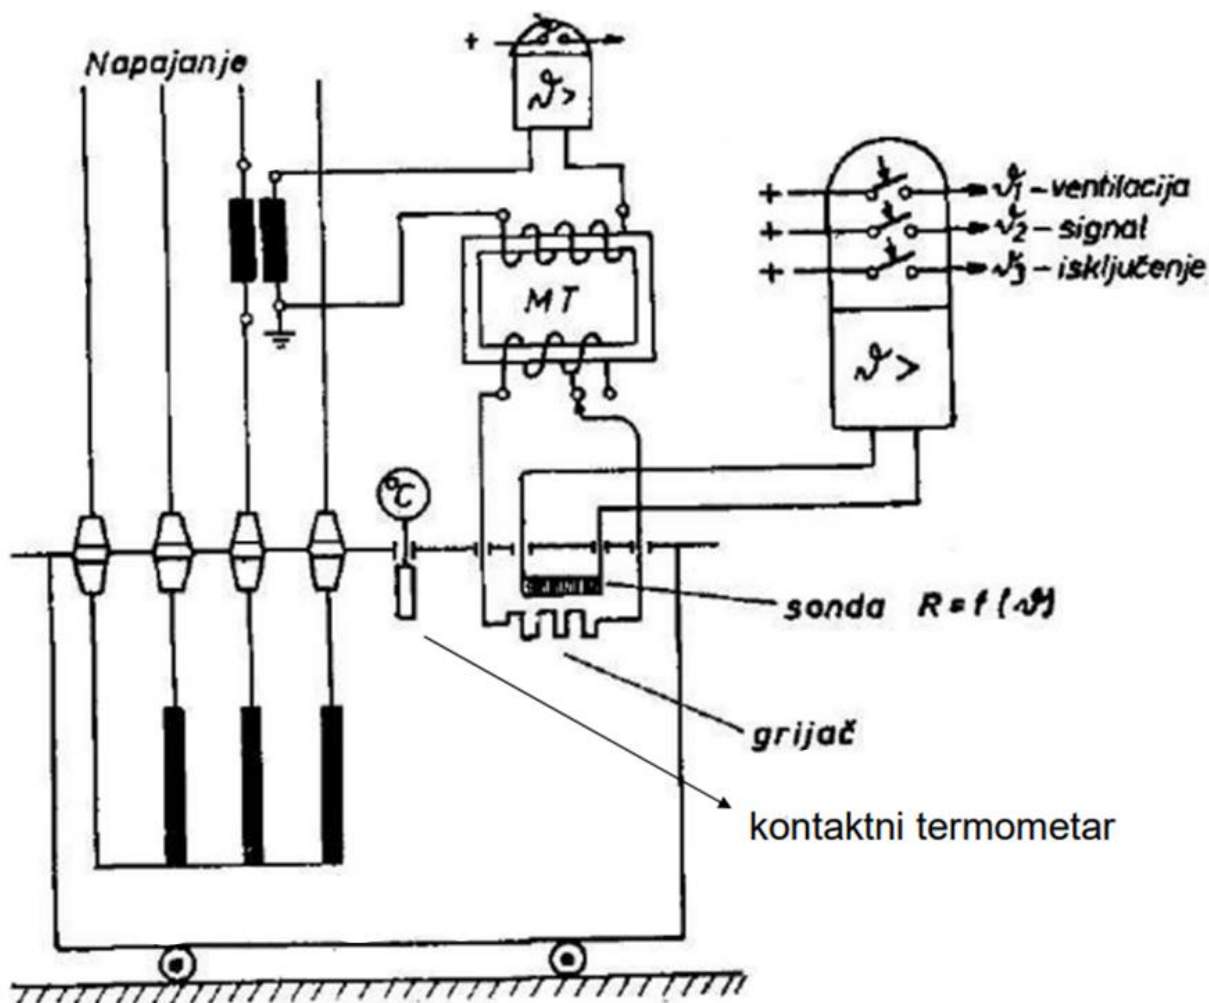 Napajanje
+
ϑ>
+ ϑ1 - ventilacija
+ ϑ2 - signal
+ ϑ3 - isključenje
MT
ϑ >
°C
sonda R = f (ϑ)
grijač
kontaktni termometar